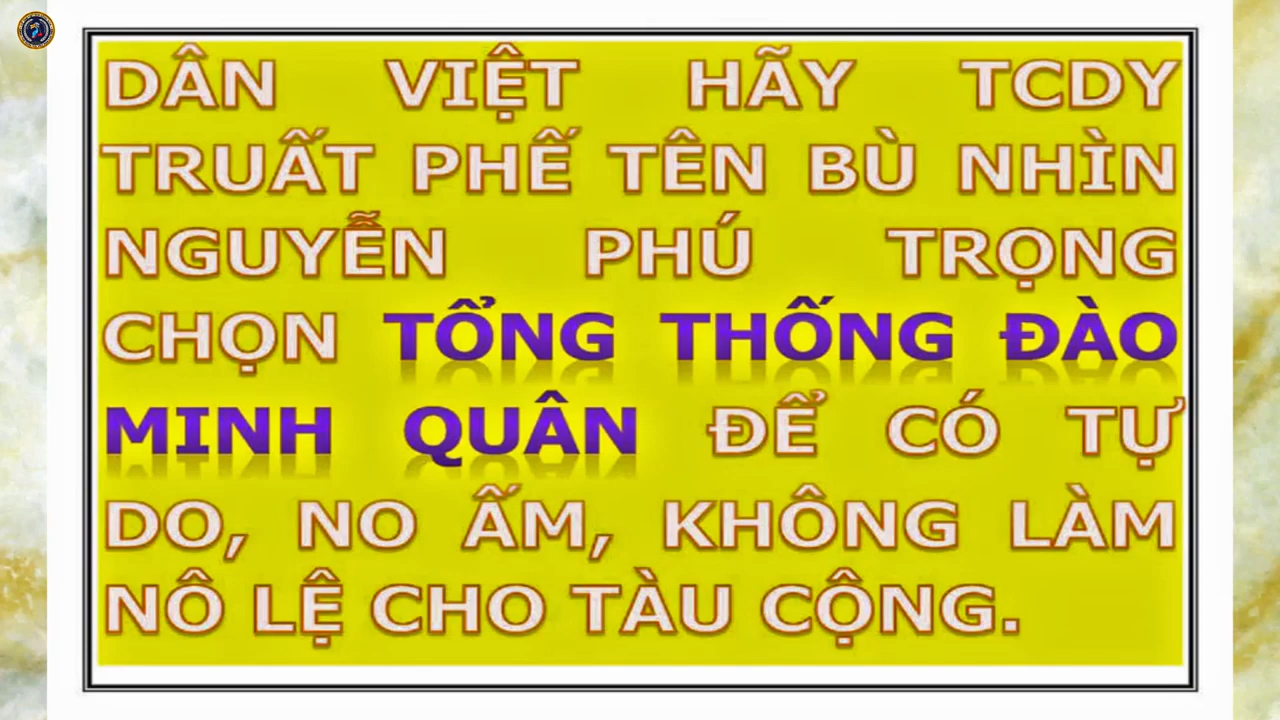 DÂN VIỆT HÃY TCDY
TRUẤT PHẾ TÊN BÙ NHÌN
NGUYỄN PHÚ TRỌNG
CHỌN TỔNG THỐNG ĐÀO
MINH QUÂN ĐỂ CÓ TỰ
DO, NO ẤM, KHÔNG LÀM
NÔ LỆ CHO TÀU CỘNG.